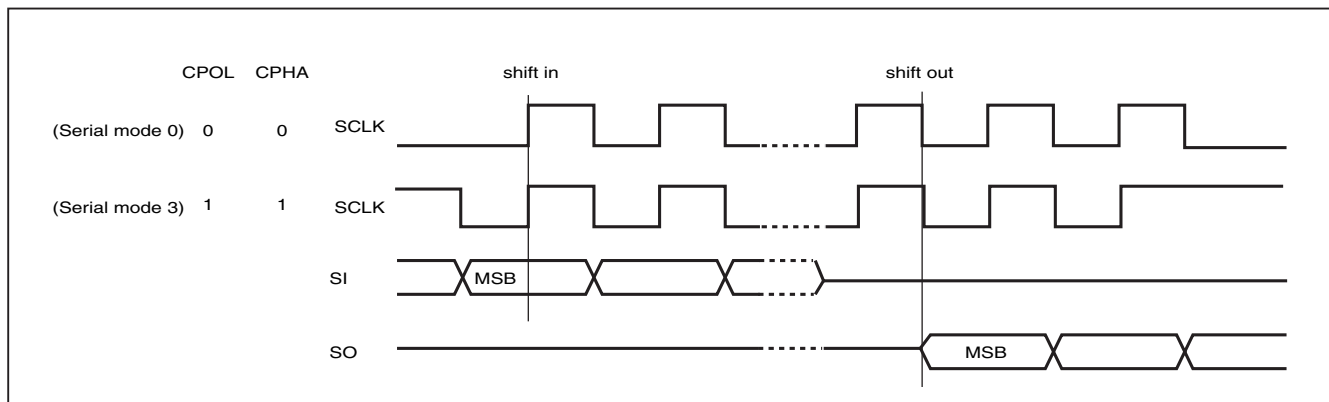 CPOL CPHA shift in shift out
(Serial mode 0) 0 0 SCLK
(Serial mode 3) 1 1 SCLK
SI MSB
SO MSB